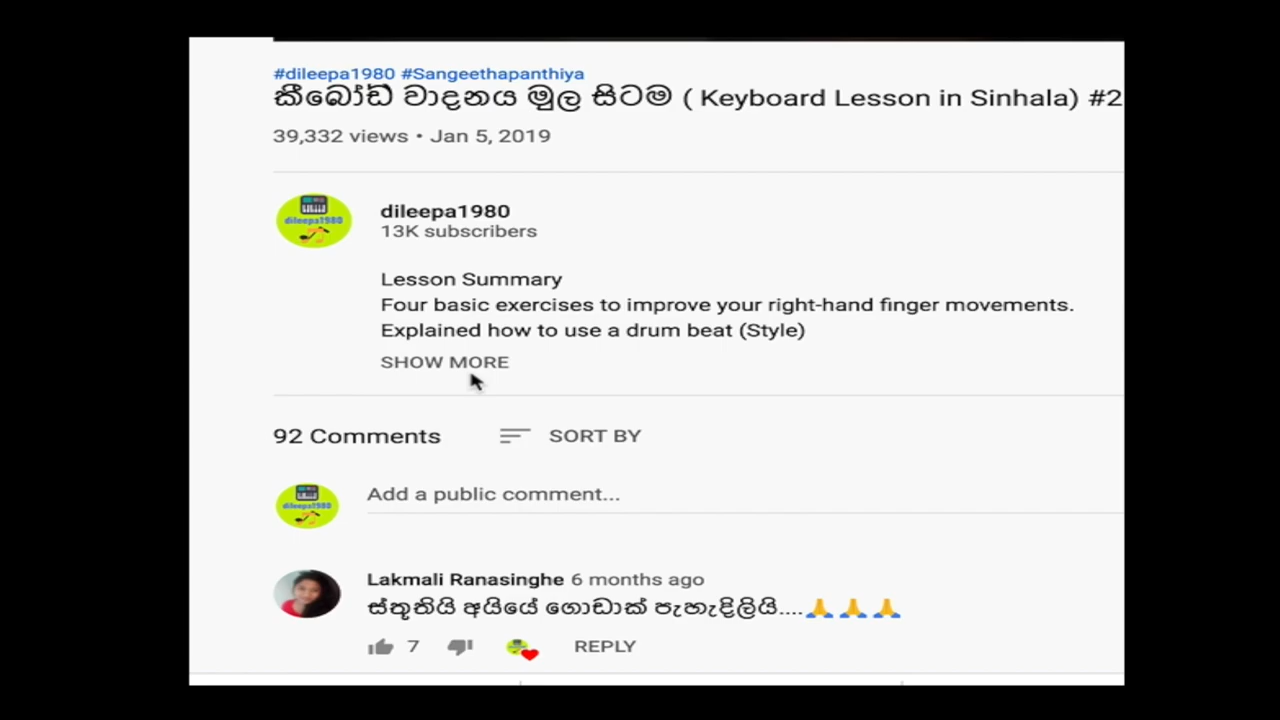 #dileepa1980 #Sangeethapanthiya
කීබෝඩ් වාදනය මුල සිටම ( Keyboard Lesson in Sinhala) #2
39,332 views • Jan 5, 2019
dileepa1980
dileepa1980
13K subscribers
Lesson Summary
Four basic exercises to improve your right-hand finger movements.
Explained how to use a drum beat (Style)
SHOW MORE
92 Comments SORT BY
dileepa1980
Add a public comment...
Lakmali Ranasinghe 6 months ago
ස්තූතියි අයියේ ගොඩාක් පැහැදිලියි....🙏🙏🙏
7 REPLY